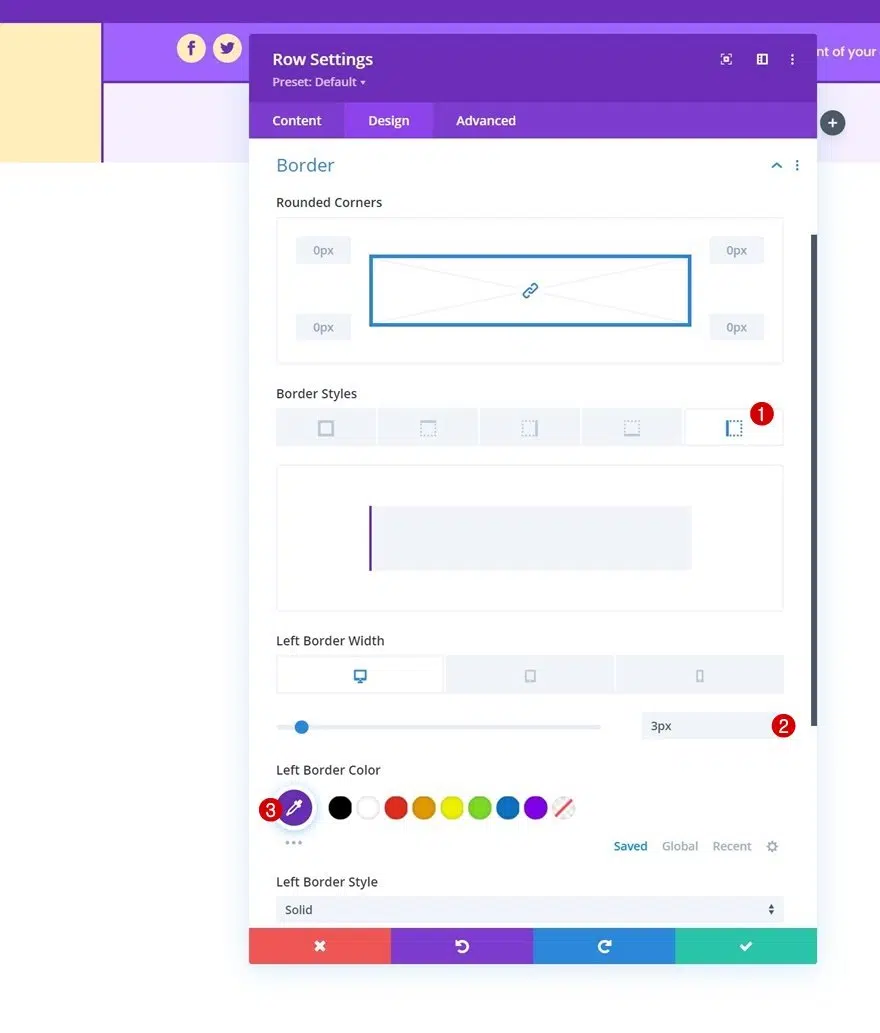 Row Settings
nt of your
Preset: Default
Content
Design
Advanced
Border
Rounded Corners
0px
0px
0px
0px
Border Styles
1
Left Border Width
3px
2
Left Border Color
3
Saved
Global
Recent
Left Border Style
Solid